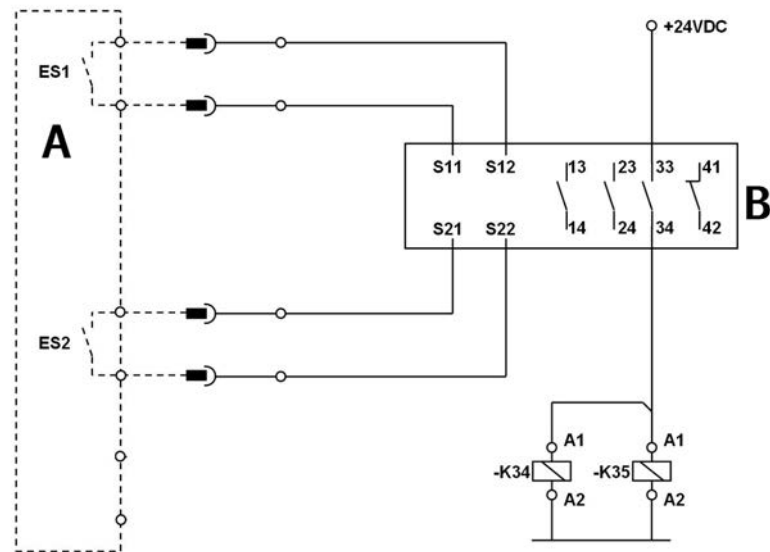 +24VDC
ES1
A
S11 S12 13 23 33 41
B
S21 S22 14 24 34 42
ES2
A1 A1
-K34 -K35
A2 A2